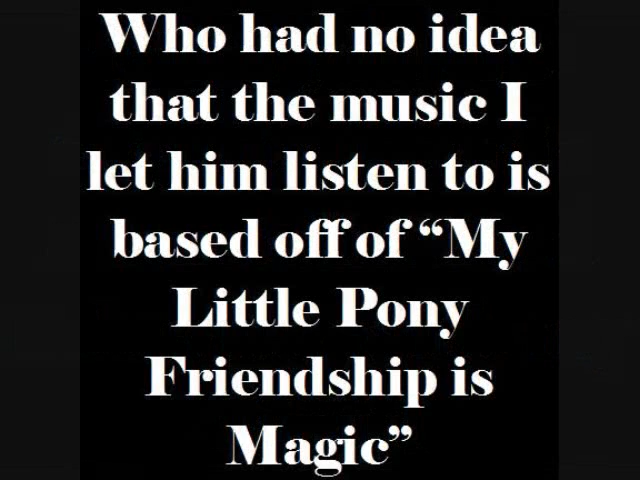 Who had no idea
that the music I
let him listen to is
based off of “My
Little Pony
Friendship is
Magic”